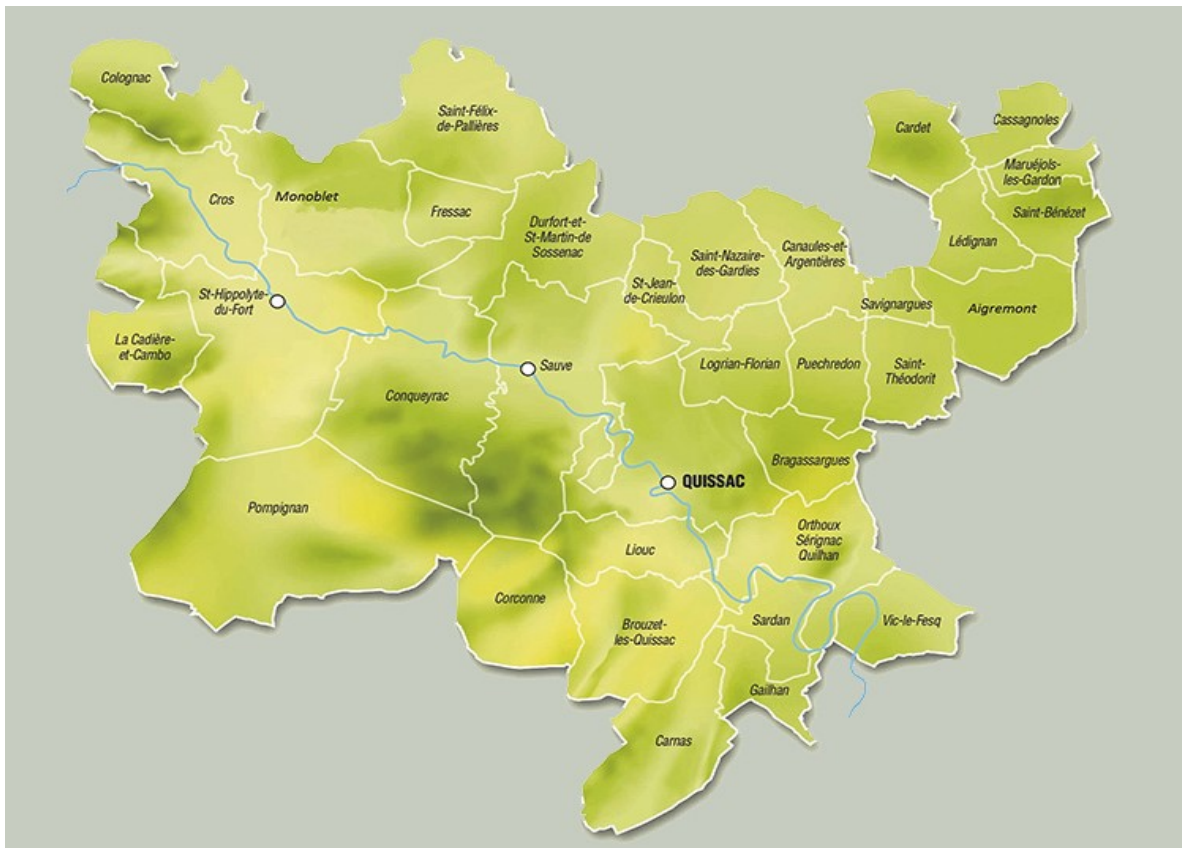 Colognac
Saint-Félix-
de-Pallières
Cardet
Cassagnoles
Maruéjols-
les-Gardon
Saint-Bénézet
Lédignan
Cros
Monoblet
Fressac
Durfort-et-
St-Martin-de
Sossenac
Saint-Nazaire-
des-Gardies
Canaules-et-
Argentières
St-Jean-
de-Crieulon
Savignargues
Aigremont
St-Hippolyte-
du-Fort
La Cadière-
et-Cambo
Sauve
Logrian-Florian
Puechredon
Saint-
Théodorit
Conqueyrac
Bragassargues
QUISSAC
Pompignan
Orthoux
Sérignac
Quilhan
Liouc
Corconne
Brouzet-
les-Quissac
Sardan
Vic-le-Fesq
Gailhan
Carnas